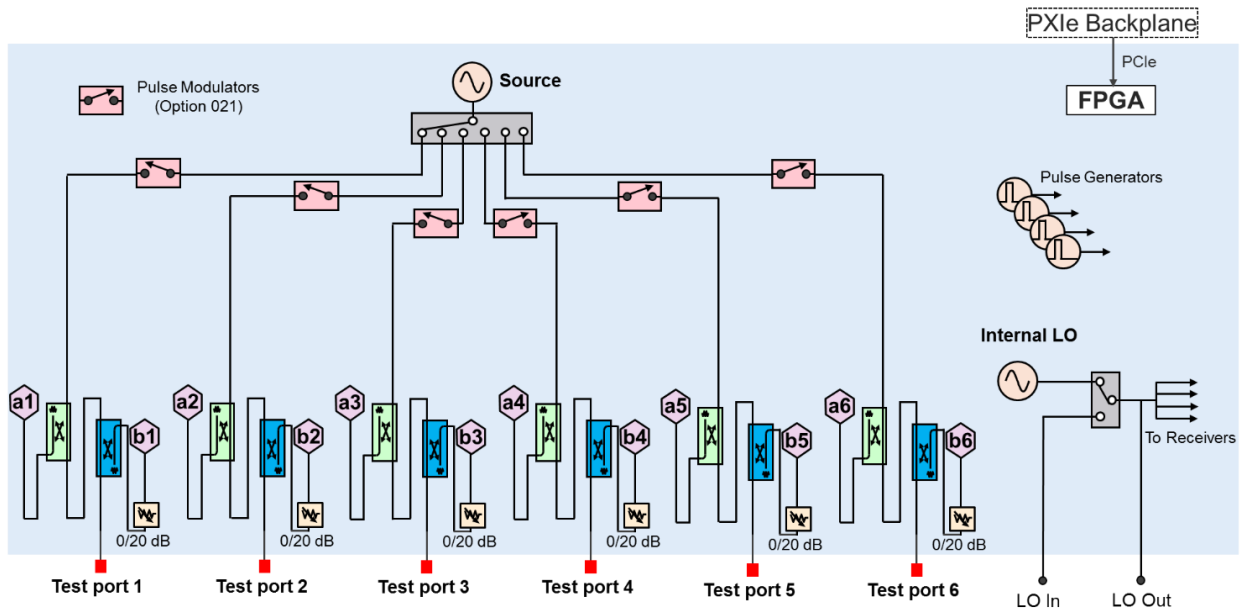 PXIe Backplane
PCIe
FPGA
Source
Pulse Modulators
(Option 021)
Pulse Generators
Internal LO
To Receivers
a1
a2
a3
a4
a5
a6
b1
b2
b3
b4
b5
b6
0/20 dB
0/20 dB
0/20 dB
0/20 dB
0/20 dB
0/20 dB
Test port 1
Test port 2
Test port 3
Test port 4
Test port 5
Test port 6
LO In
LO Out